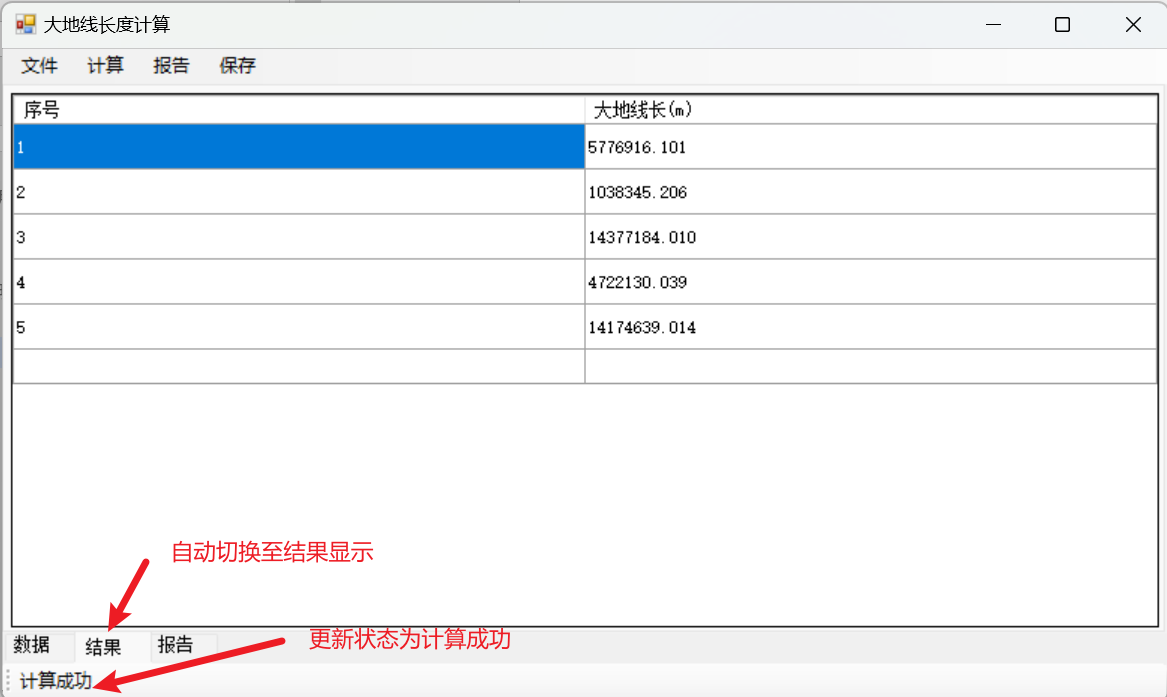 大地线长度计算
文件 计算 报告 保存
序号 大地线长(m)
1 5776916.101
2 1038345.206
3 14377184.010
4 4722130.039
5 14174639.014
自动切换至结果显示
更新状态为计算成功
数据 结果 报告
计算成功